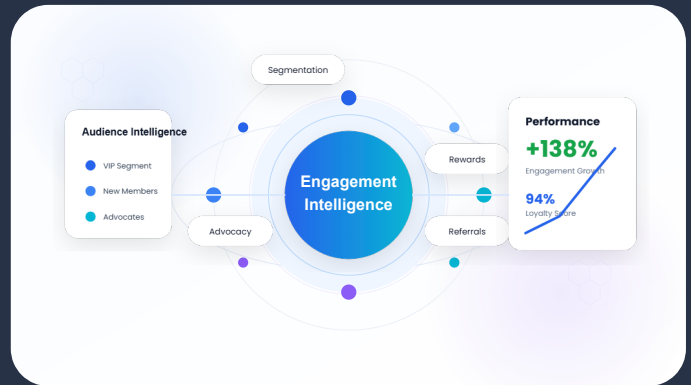 Segmentation
Audience Intelligence
VIP Segment
New Members
Advocates
Engagement
Intelligence
Advocacy
Rewards
Referrals
Performance
+138%
Engagement Growth
94%
Loyalty Score